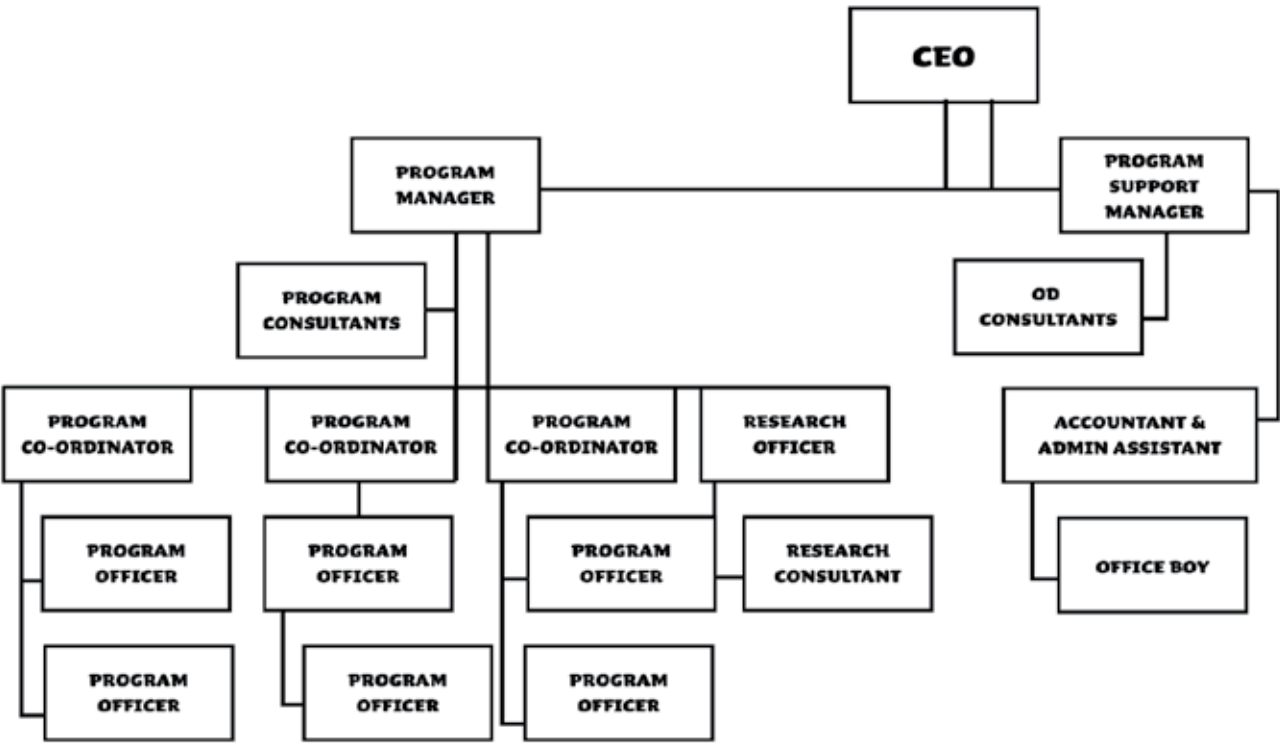 CEO
PROGRAM
MANAGER
PROGRAM
SUPPORT
MANAGER
PROGRAM
CONSULTANTS
OD
CONSULTANTS
PROGRAM
CO-ORDINATOR
PROGRAM
CO-ORDINATOR
PROGRAM
CO-ORDINATOR
RESEARCH
OFFICER
ACCOUNTANT &
ADMIN ASSISTANT
PROGRAM
OFFICER
PROGRAM
OFFICER
PROGRAM
OFFICER
RESEARCH
CONSULTANT
OFFICE BOY
PROGRAM
OFFICER
PROGRAM
OFFICER
PROGRAM
OFFICER